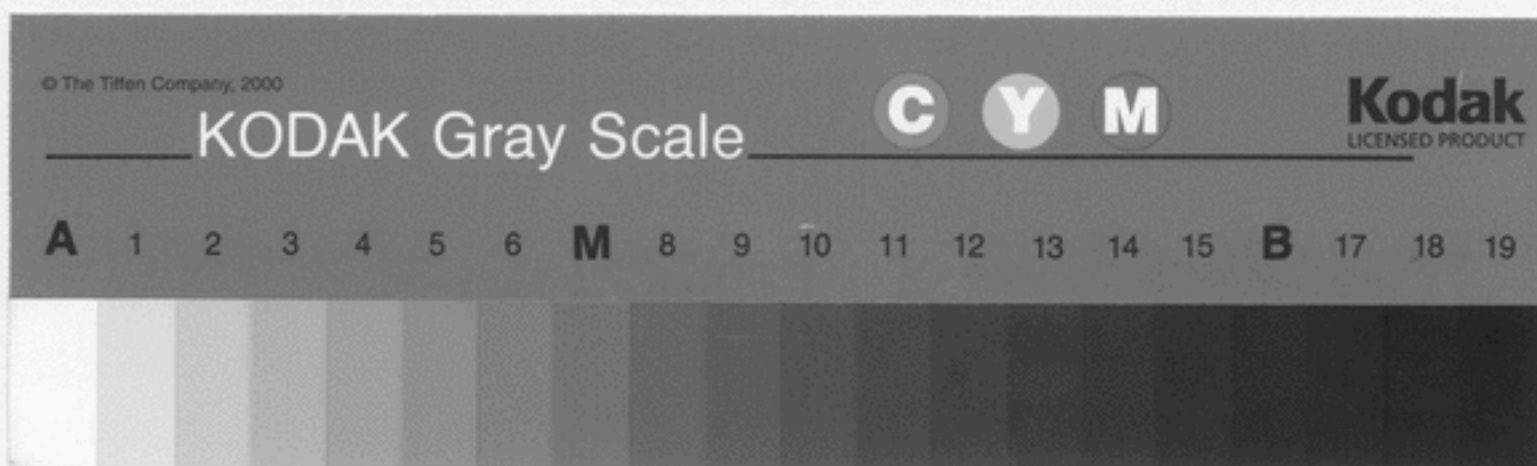 © The Tiffen Company, 2000
KODAK Gray Scale
C Y M
Kodak
LICENSED PRODUCT
A 1 2 3 4 5 6 M 8 9 10 11 12 13 14 15 B 17 18 19